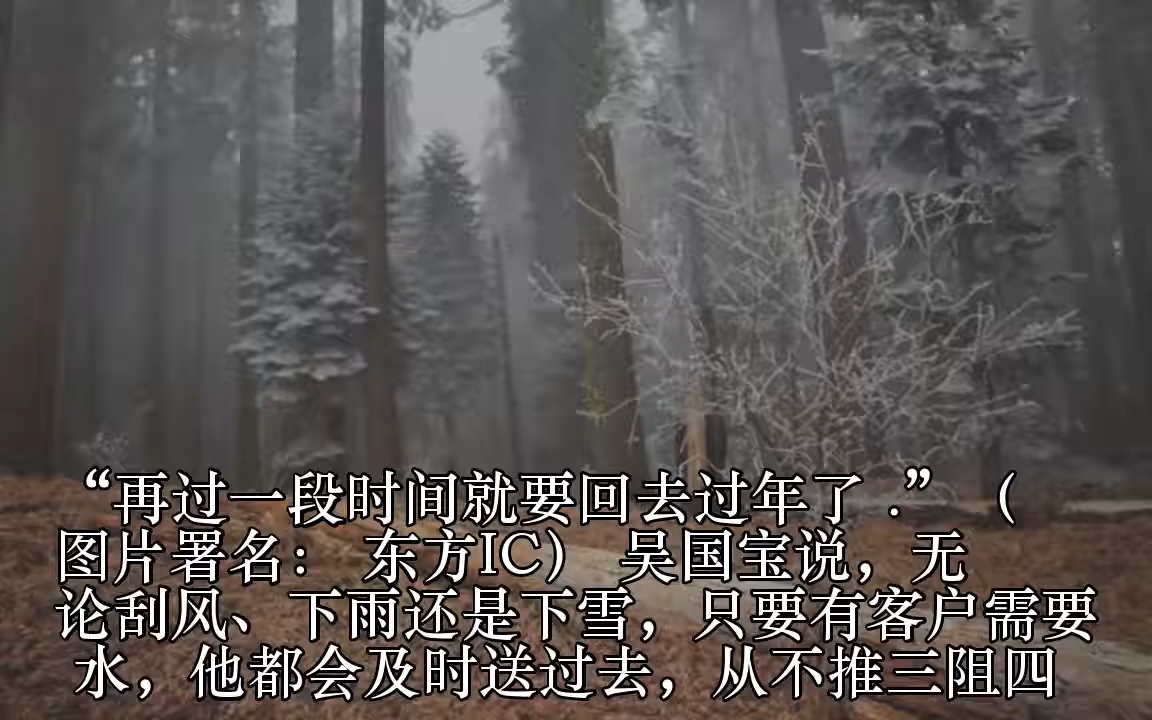 “再过一段时间就要回去过年了 .” （
图片署名： 东方IC） 吴国宝说，无
论刮风、下雨还是下雪，只要有客户需要
水，他都会及时送过去，从不推三阻四